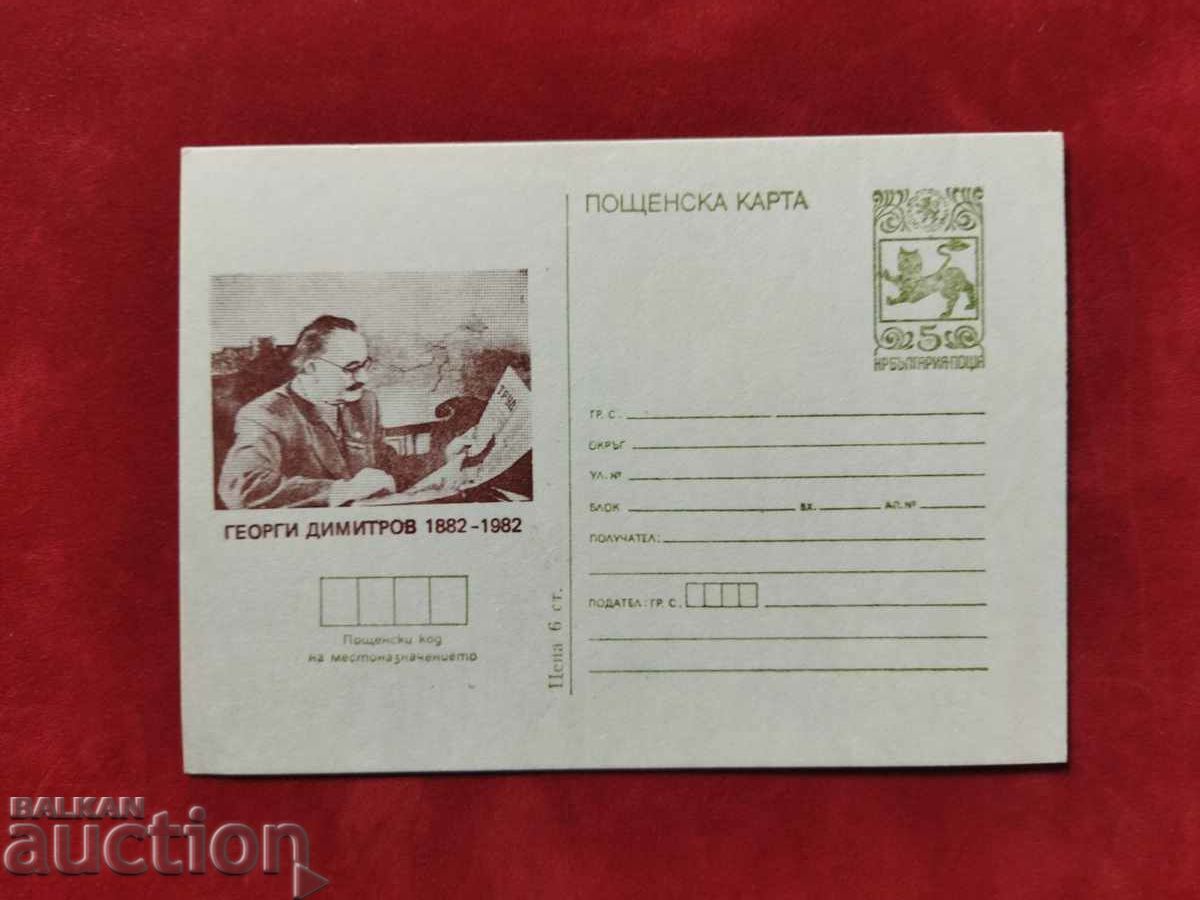 ТРУД
ГЕОРГИ ДИМИТРОВ 1882-1982
Пощенски код
на местоназначението
Цена 6 ст.
ПОЩЕНСКА КАРТА
5
НР БЪЛГАРИЯ·ПОЩА
ГР. С.
ОКРЪГ
УЛ. №
БЛОК ВХ. АП. №
ПОЛУЧАТЕЛ:
ПОДАТЕЛ: ГР. С.
BALKAN
auction